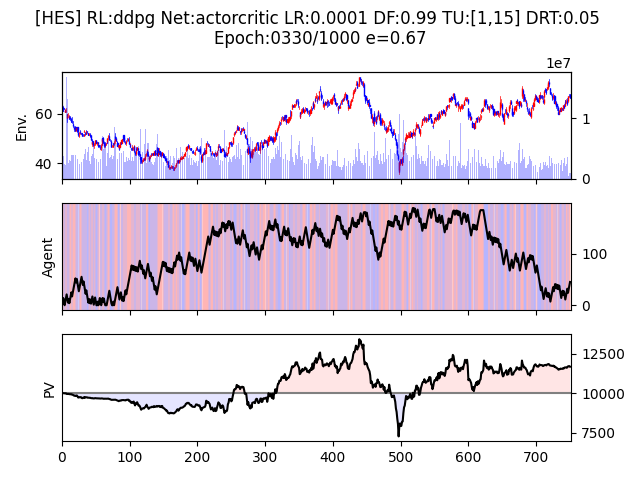 [HES] RL:ddpg Net:actorcritic LR:0.0001 DF:0.99 TU:[1,15] DRT:0.05
Epoch:0330/1000 e=0.67
1e7
Env.
60
40
1
0
Agent
100
0
PV
12500
10000
7500
0 100 200 300 400 500 600 700